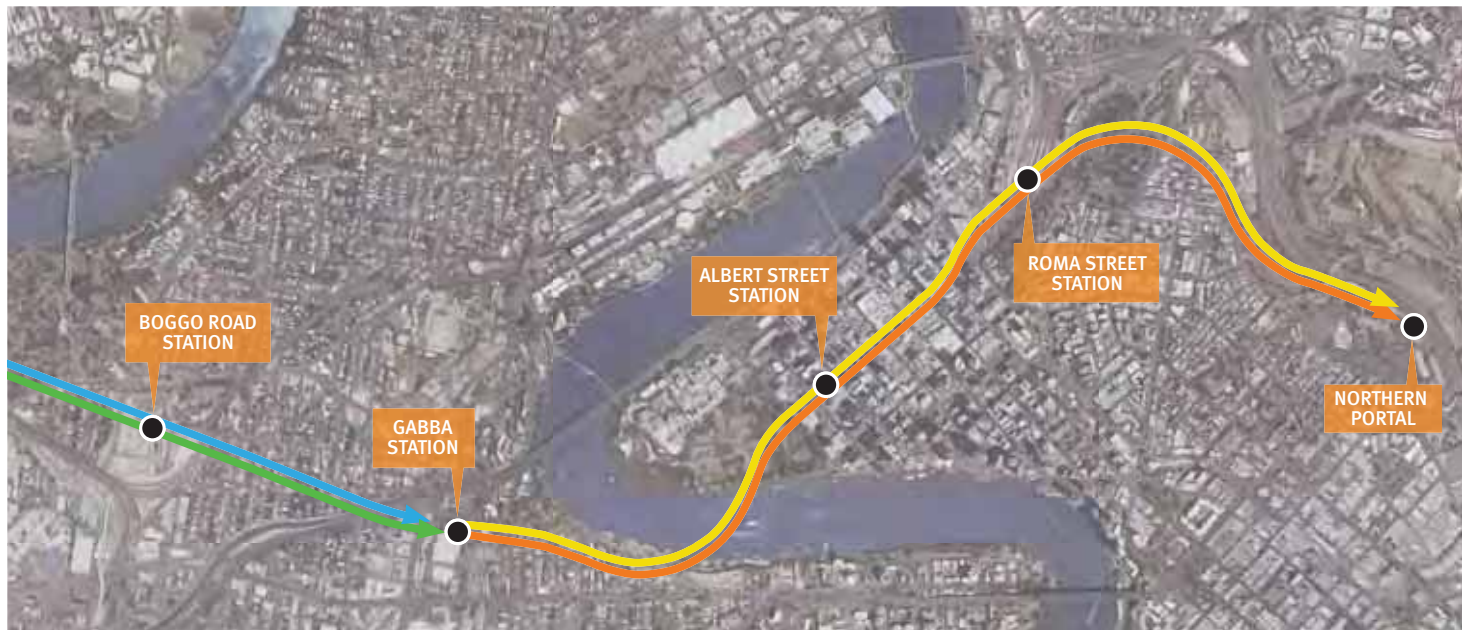 BOGGO ROAD
STATION
GABBA
STATION
ALBERT STREET
STATION
ROMA STREET
STATION
NORTHERN
PORTAL